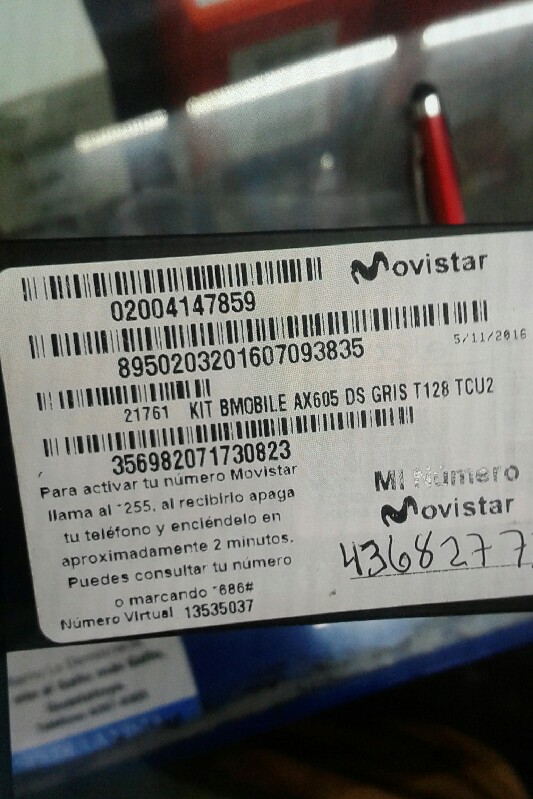 Movistar
02004147859
8950203201607093835
5/11/2016
21761 KIT BMOBILE AX605 DS GRIS T128 TCU2
356982071730823
Para activar tu número Movistar
llama al *255, al recibirlo apaga
tu teléfono y enciéndelo en
aproximadamente 2 minutos.
Puedes consultar tu número
o marcando *686#
Número Virtual 13535037
Mi Número
Movistar
4368277